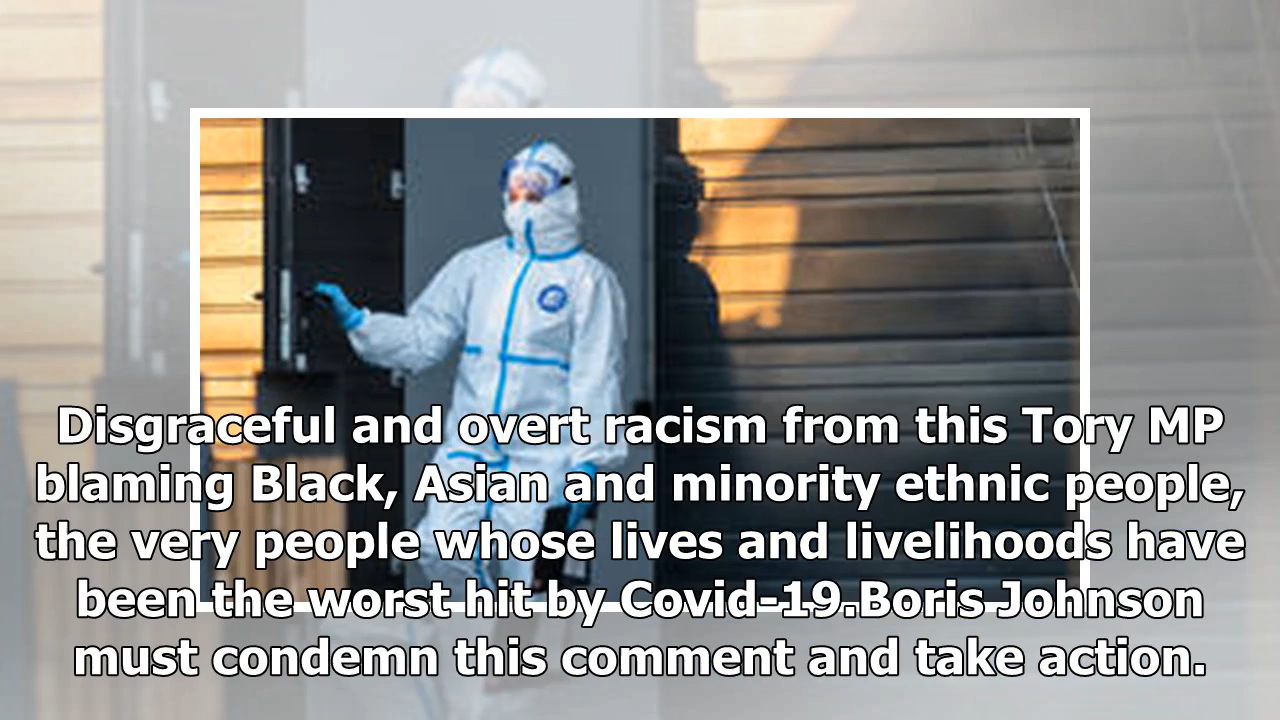 Disgraceful and overt racism from this Tory MP
blaming Black, Asian and minority ethnic people,
the very people whose lives and livelihoods have
been the worst hit by Covid-19.Boris Johnson
must condemn this comment and take action.